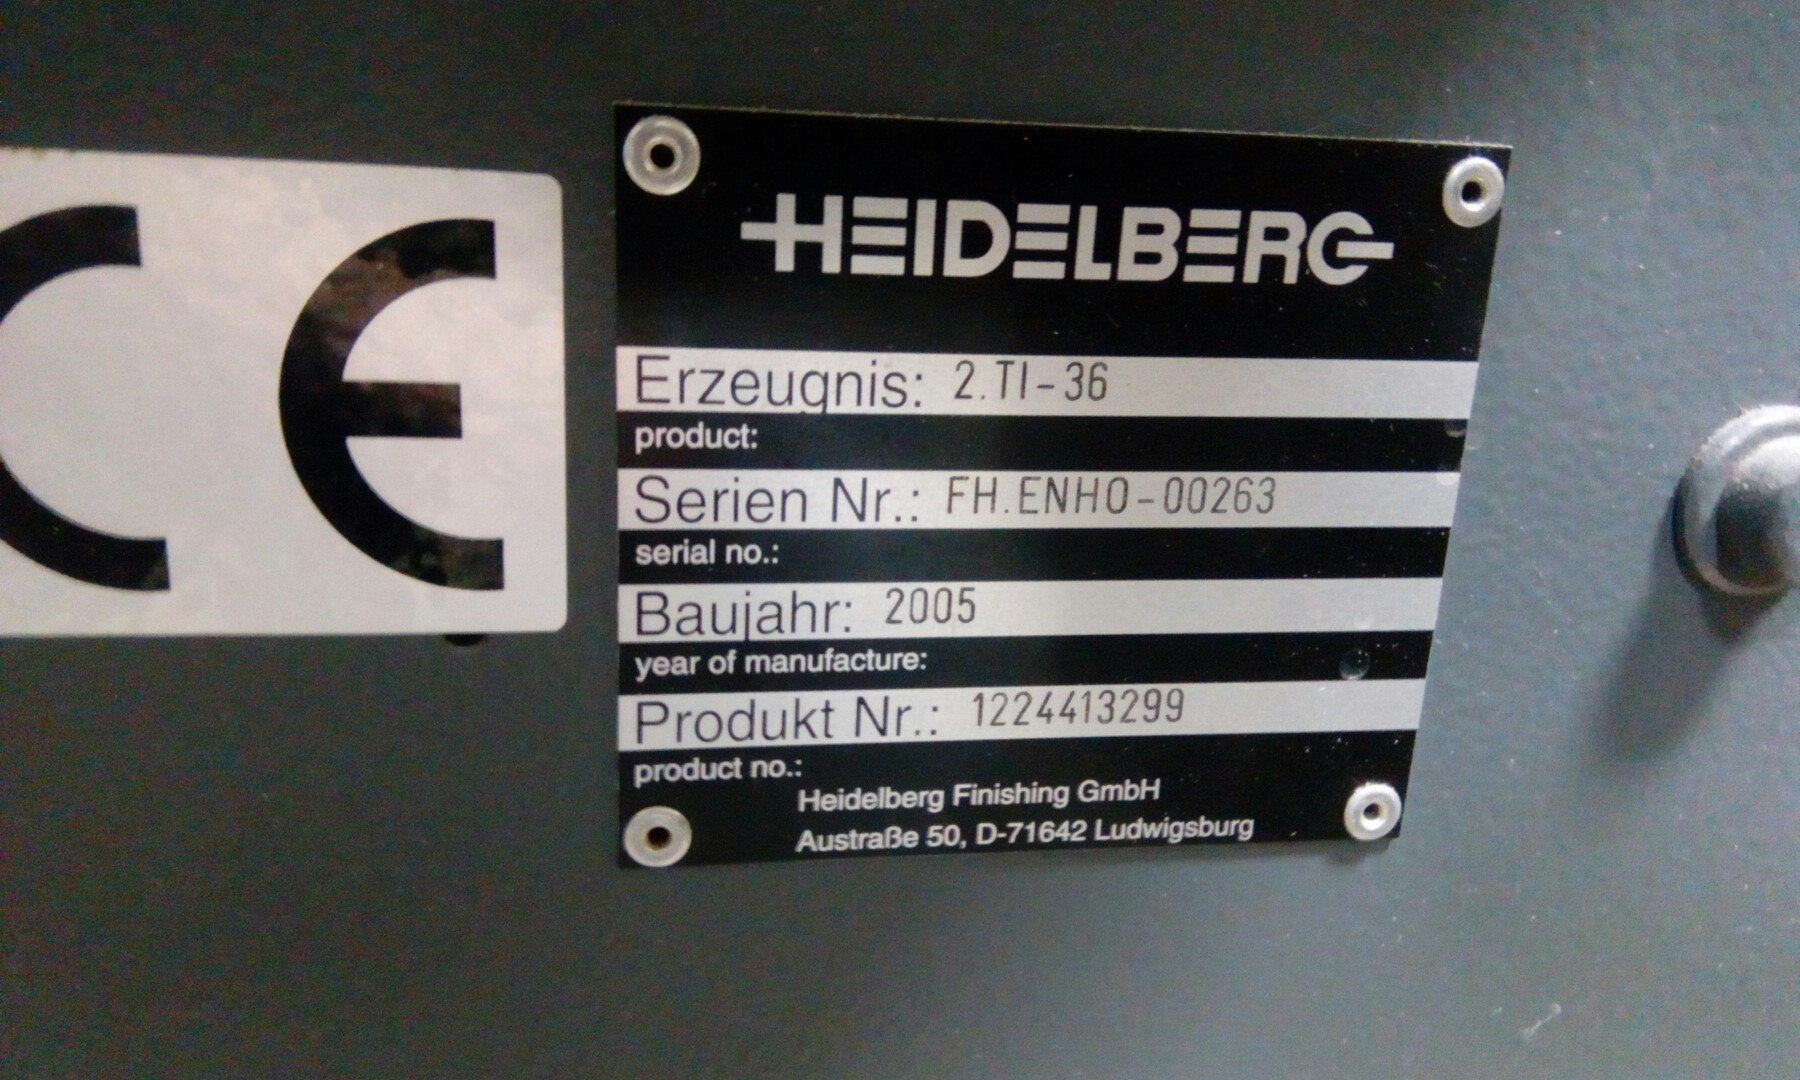 CE
HEIDELBERG
Erzeugnis: 2.TI-36
product:
Serien Nr.: FH.ENHO-00263
serial no.:
Baujahr: 2005
year of manufacture:
Produkt Nr.: 1224413299
product no.:
Heidelberg Finishing GmbH
Austraße 50, D-71642 Ludwigsburg